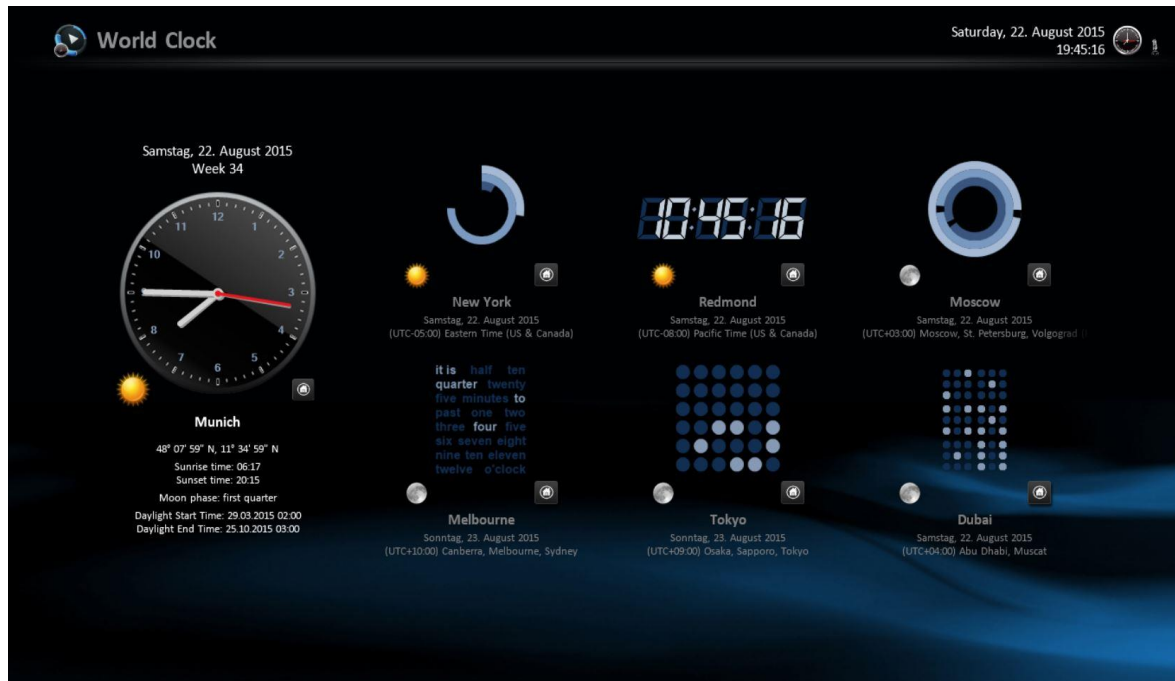 World Clock
Saturday, 22. August 2015
19:45:16
Samstag, 22. August 2015
Week 34
12
1
2
3
4
5
6
7
8
10
11
Munich
48° 07' 59" N, 11° 34' 59" N
Sunrise time: 06:17
Sunset time: 20:15
Moon phase: first quarter
Daylight Start Time: 29.03.2015 02:00
Daylight End Time: 25.10.2015 03:00
New York
Samstag, 22. August 2015
(UTC-05:00) Eastern Time (US & Canada)
10:45:16
Redmond
Samstag, 22. August 2015
(UTC-08:00) Pacific Time (US & Canada)
Moscow
Samstag, 22. August 2015
(UTC+03:00) Moscow, St. Petersburg, Volgograd (
it is half ten
quarter twenty
five minutes to
past one two
three four five
six seven eight
nine ten eleven
twelve o'clock
Melbourne
Sonntag, 23. August 2015
(UTC+10:00) Canberra, Melbourne, Sydney
Tokyo
Sonntag, 23. August 2015
(UTC+09:00) Osaka, Sapporo, Tokyo
Dubai
Samstag, 22. August 2015
(UTC+04:00) Abu Dhabi, Muscat